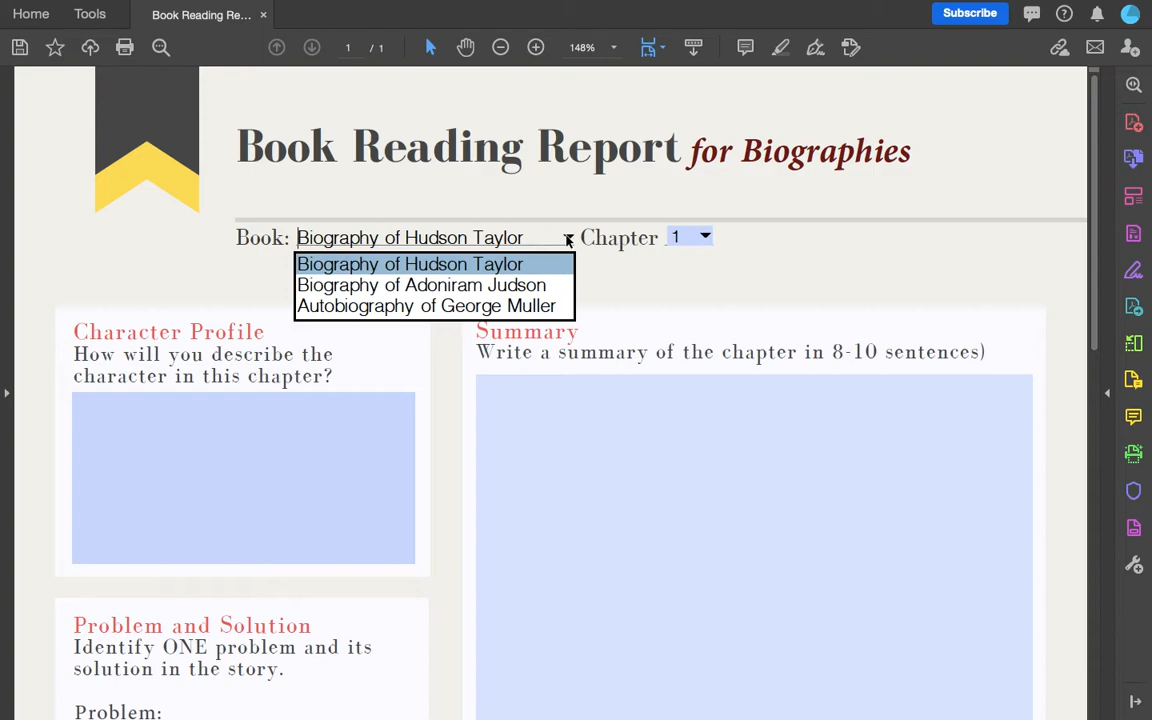 Home Tools Book Reading Re... × Subscribe
1 / 1 148%
Book Reading Report for Biographies
Book: Biography of Hudson Taylor Chapter 1
Biography of Hudson Taylor
Biography of Adoniram Judson
Autobiography of George Muller
Character Profile
How will you describe the
character in this chapter?
Summary
Write a summary of the chapter in 8-10 sentences)
Problem and Solution
Identify ONE problem and its
solution in the story.
Problem: